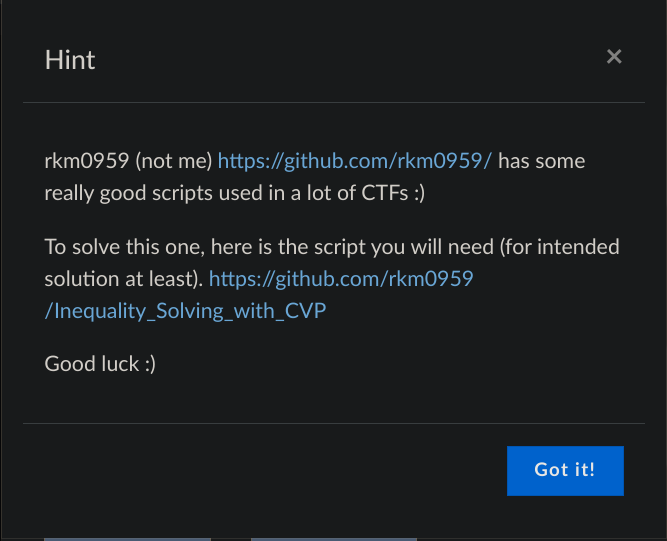 Hint
×
rkm0959 (not me) https://github.com/rkm0959/ has some
really good scripts used in a lot of CTFs :)
To solve this one, here is the script you will need (for intended
solution at least). https://github.com/rkm0959
/Inequality_Solving_with_CVP
Good luck :)
Got it!